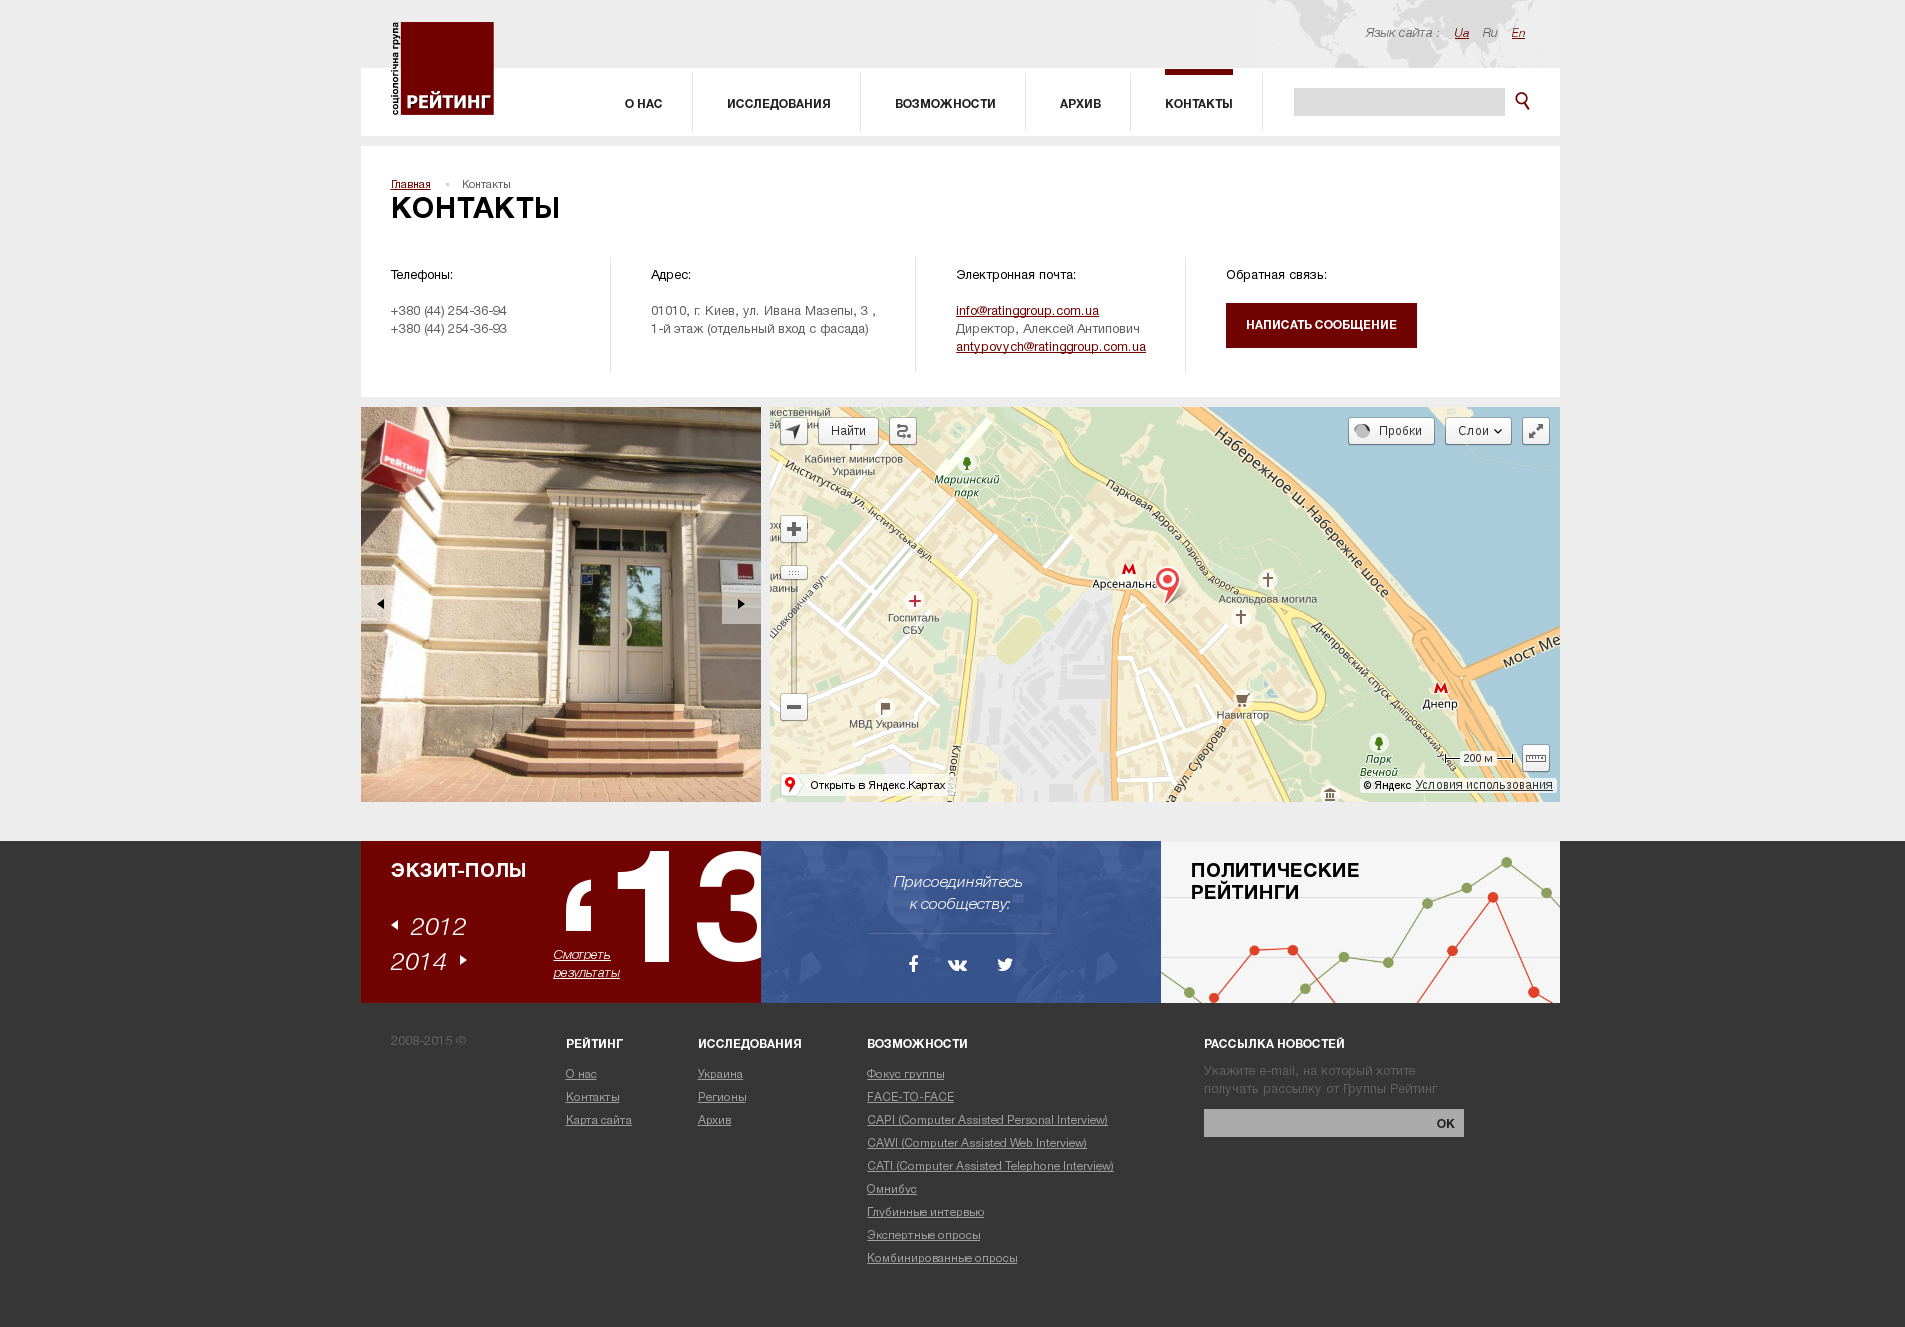 соціологічна група
РЕЙТИНГ
Язык сайта : Ua Ru En
О НАС
ИССЛЕДОВАНИЯ
ВОЗМОЖНОСТИ
АРХИВ
КОНТАКТЫ
Главная Контакты
КОНТАКТЫ
Телефоны:
+380 (44) 254-36-94
+380 (44) 254-36-93
Адрес:
01010, г. Киев, ул. Ивана Мазепы, 3 ,
1-й этаж (отдельный вход с фасада)
Электронная почта:
info@ratinggroup.com.ua
Директор, Алексей Антипович
antypovych@ratinggroup.com.ua
Обратная связь:
НАПИСАТЬ СООБЩЕНИЕ
РЕЙТИНГ
Найти
Пробки
Слои
Кабинет министров
Украины
Мариинский
парк
Институтская ул. Інститутська вул.
Парковая дорога Паркова дорога
Набережное ш. Набережне шосе
Шовковична вул.
Арсенальна
Аскольдова могила
Госпиталь
СБУ
Днепровский спуск Дніпровський узвіз
мост Ме
Днепр
МВД Украины
Навигатор
Кловский
а вул. Суворова
Парк
Вечной
200 м
Открыть в Яндекс.Картах
© Яндекс Условия использования
ЭКЗИТ-ПОЛЫ
‘13
2012
2014
Смотреть
результаты
Присоединяйтесь
к сообществу:
ПОЛИТИЧЕСКИЕ
РЕЙТИНГИ
2008-2015 ©
РЕЙТИНГ
О нас
Контакты
Карта сайта
ИССЛЕДОВАНИЯ
Украина
Регионы
Архив
ВОЗМОЖНОСТИ
Фокус группы
FACE-TO-FACE
CAPI (Computer Assisted Personal Interview)
CAWI (Computer Assisted Web Interview)
CATI (Computer Assisted Telephone Interview)
Омнибус
Глубинные интервью
Экспертные опросы
Комбинированные опросы
РАССЫЛКА НОВОСТЕЙ
Укажите e-mail, на который хотите
получать рассылку от Группы Рейтинг
OK